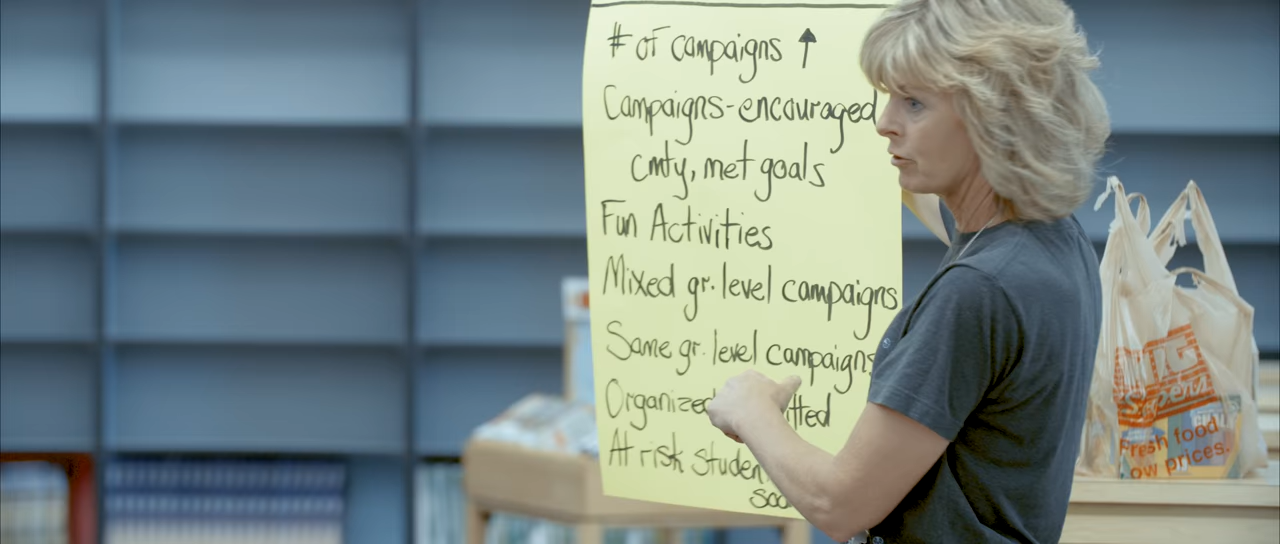 # of campaigns ↑
Campaigns-encouraged
cmty, met goals
Fun Activities
Mixed gr. level campaigns
Same gr. level campaigns
Organized
At risk
Fresh food
prices.